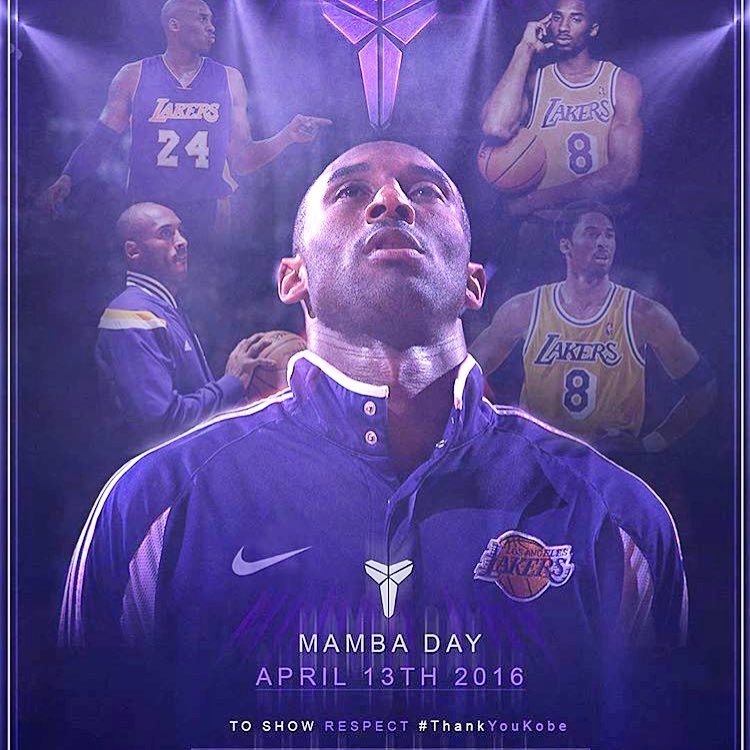 LAKERS
24
LAKERS
8
LAKERS
8
LOS ANGELES
LAKERS
MAMBA DAY
APRIL 13TH 2016
TO SHOW RESPECT #ThankYouKobe